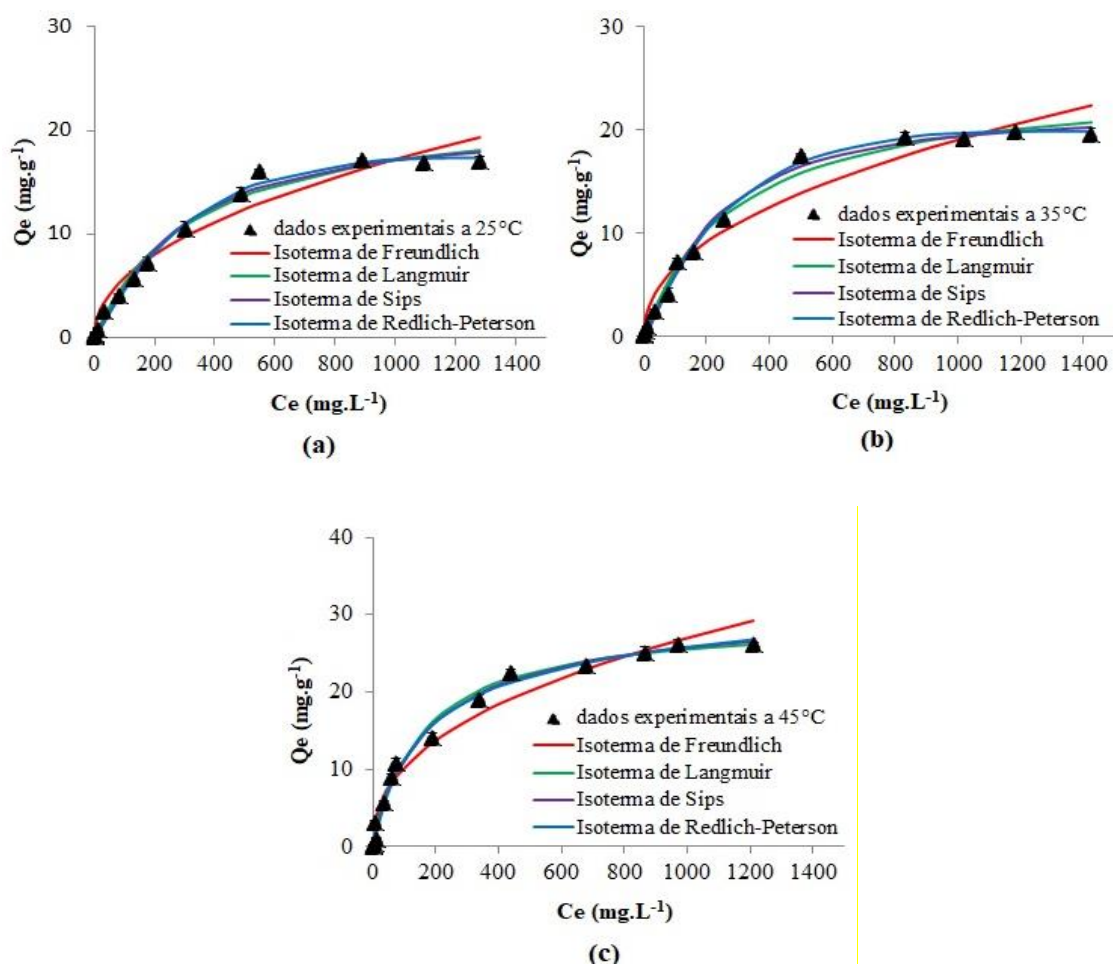 30
20
10
0
Qe (mg.g⁻¹)
dados experimentais a 25°C
Isoterma de Freundlich
Isoterma de Langmuir
Isoterma de Sips
Isoterma de Redlich-Peterson
0 200 400 600 800 1000 1200 1400
Ce (mg.L⁻¹)
(a)
30
20
10
0
Qe (mg.g⁻¹)
dados experimentais a 35°C
Isoterma de Freundlich
Isoterma de Langmuir
Isoterma de Sips
Isoterma de Redlich-Peterson
0 200 400 600 800 1000 1200 1400
Ce (mg.L⁻¹)
(b)
40
30
20
10
0
Qe (mg.g⁻¹)
dados experimentais a 45°C
Isoterma de Freundlich
Isoterma de Langmuir
Isoterma de Sips
Isoterma de Redlich-Peterson
0 200 400 600 800 1000 1200 1400
Ce (mg.L⁻¹)
(c)